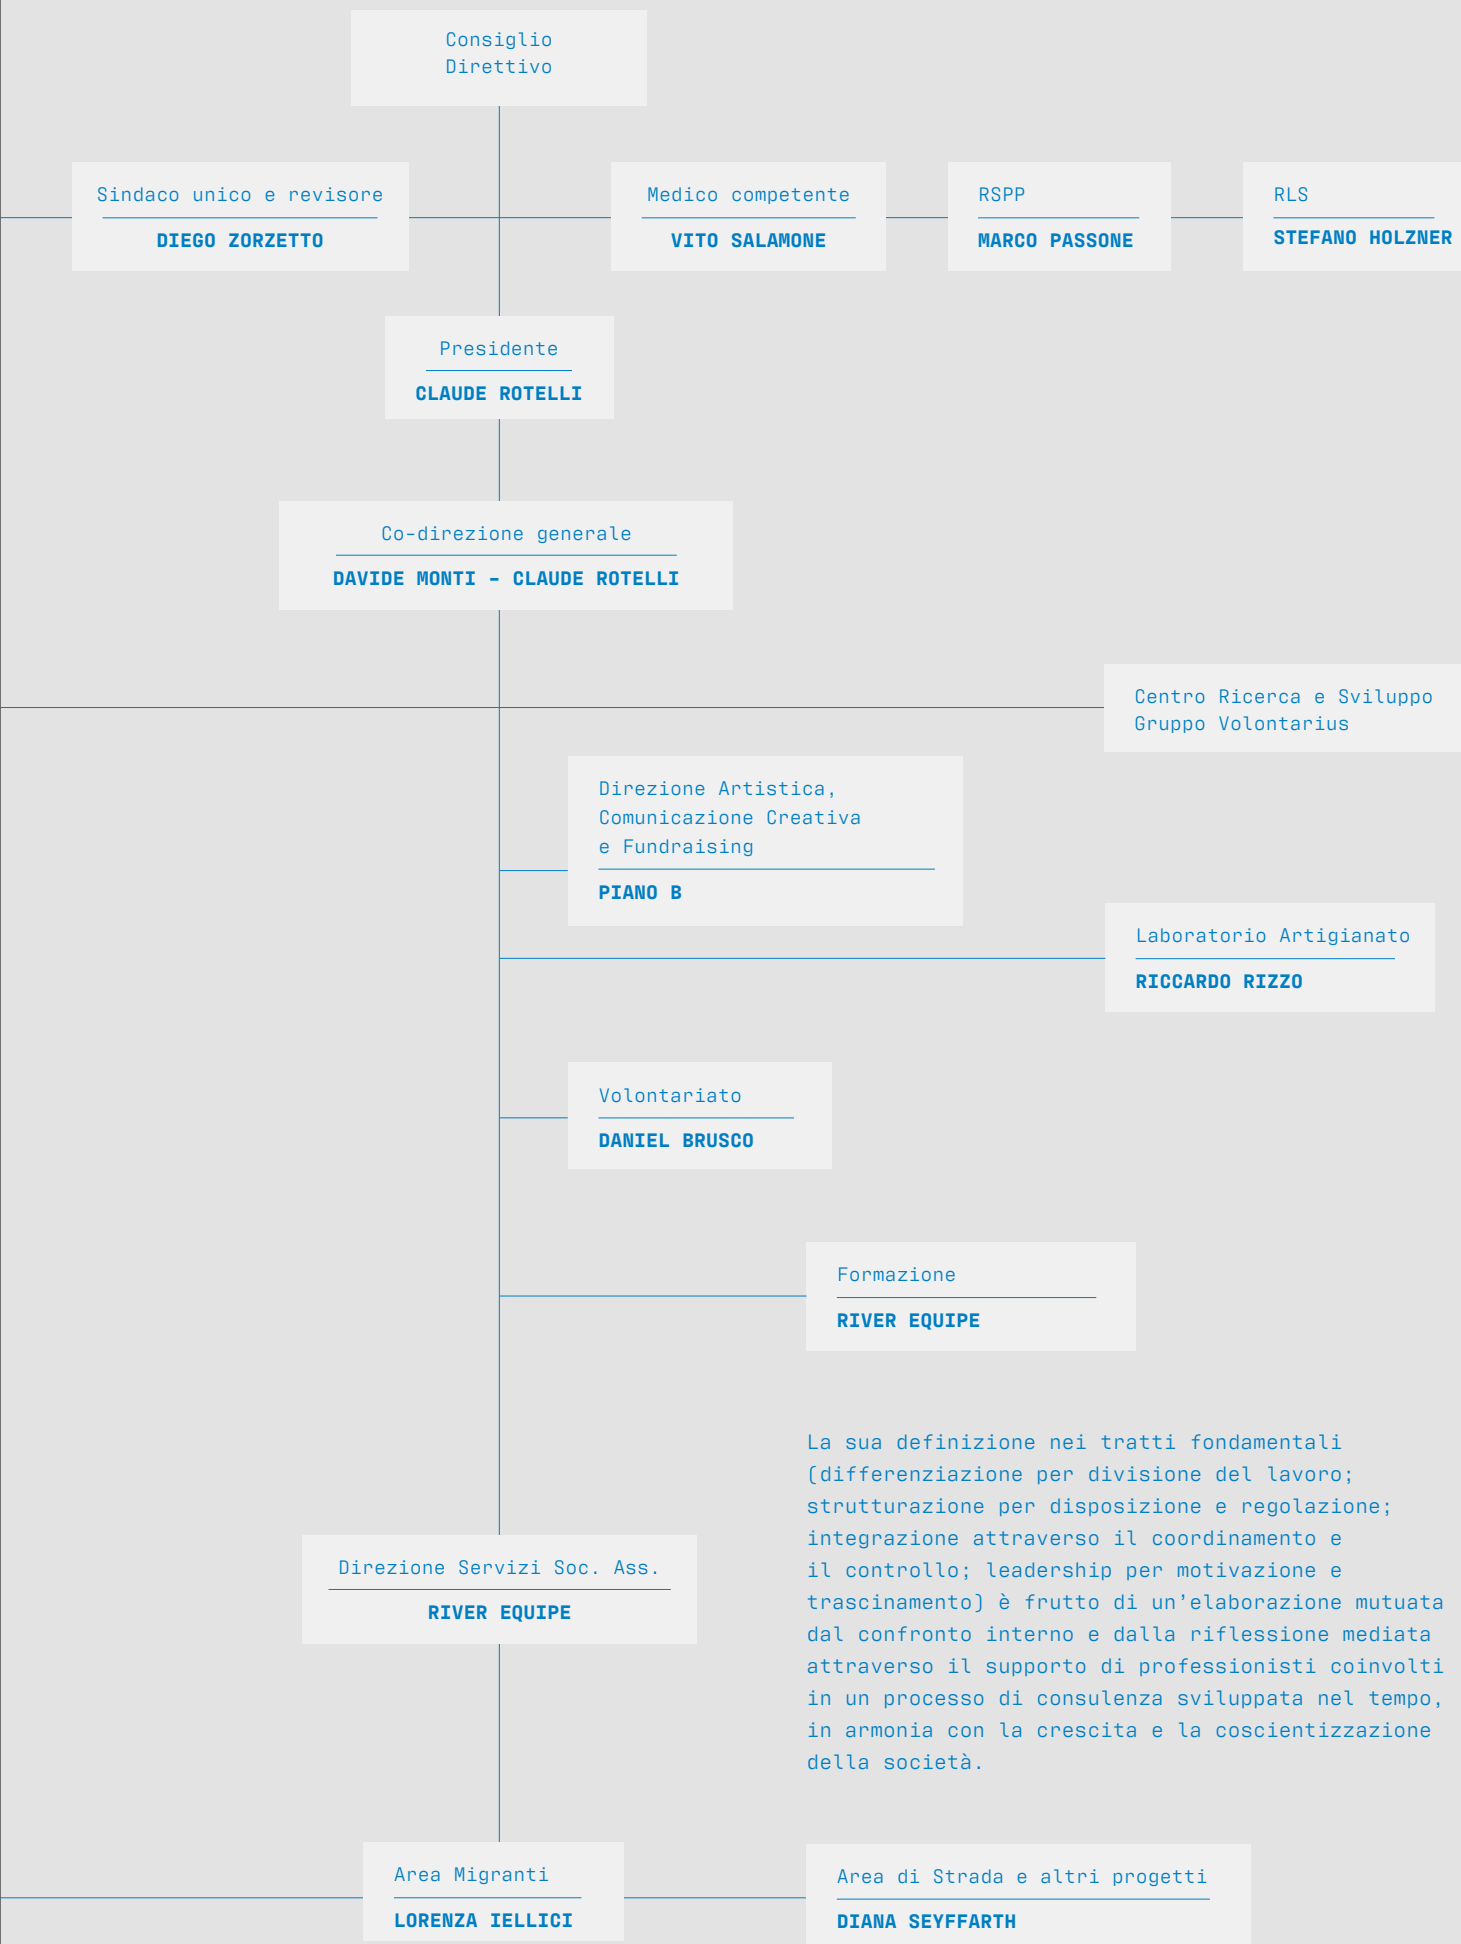 Consiglio
Direttivo
Sindaco unico e revisore
DIEGO ZORZETTO
Medico competente
VITO SALAMONE
RSPP
MARCO PASSONE
RLS
STEFANO HOLZNER
Presidente
CLAUDE ROTELLI
Co-direzione generale
DAVIDE MONTI - CLAUDE ROTELLI
Centro Ricerca e Sviluppo
Gruppo Volontarius
Direzione Artistica,
Comunicazione Creativa
e Fundraising
PIANO B
Laboratorio Artigianato
RICCARDO RIZZO
Volontariato
DANIEL BRUSCO
Formazione
RIVER EQUIPE
La sua definizione nei tratti fondamentali
(differenziazione per divisione del lavoro;
strutturazione per disposizione e regolazione;
integrazione attraverso il coordinamento e
il controllo; leadership per motivazione e
trascinamento) è frutto di un’elaborazione mutuata
dal confronto interno e dalla riflessione mediata
attraverso il supporto di professionisti coinvolti
in un processo di consulenza sviluppata nel tempo,
in armonia con la crescita e la coscientizzazione
della società.
Direzione Servizi Soc. Ass.
RIVER EQUIPE
Area Migranti
LORENZA IELLICI
Area di Strada e altri progetti
DIANA SEYFFARTH